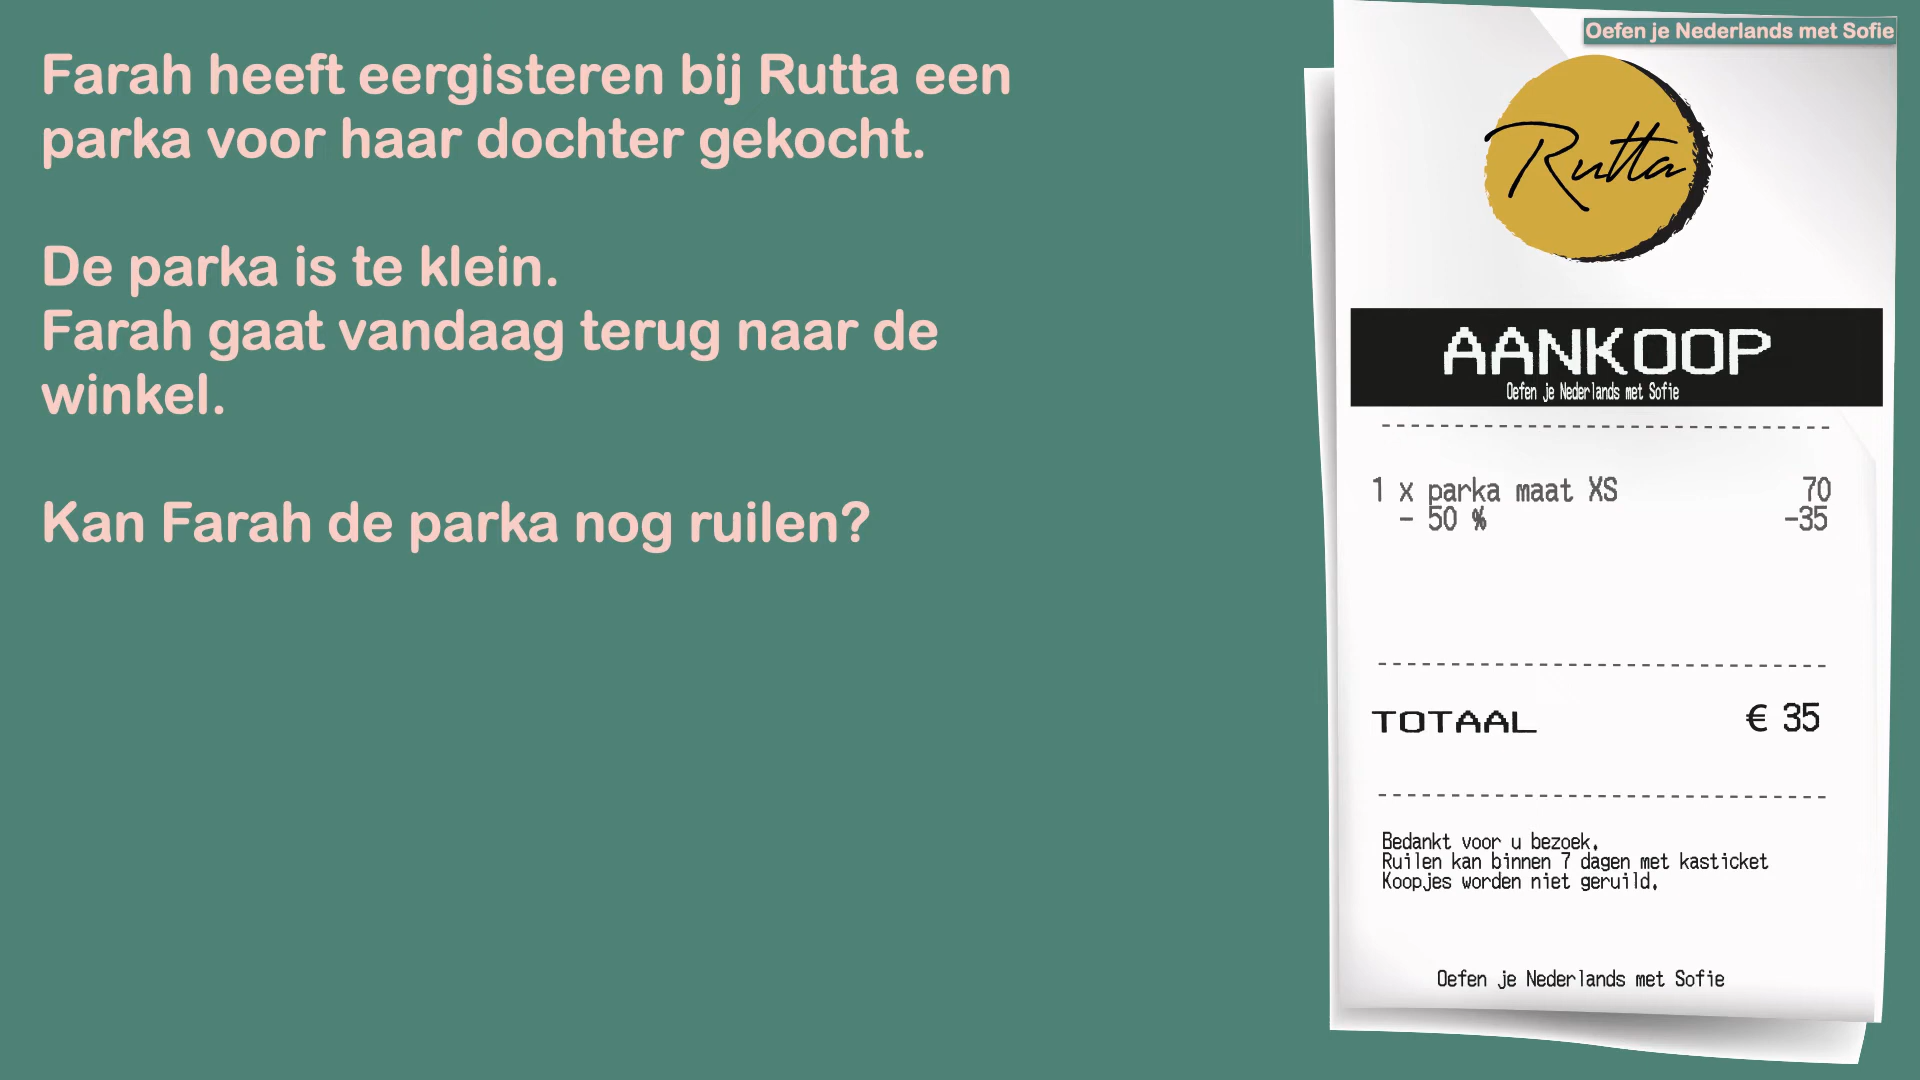 Farah heeft eergisteren bij Rutta een
parka voor haar dochter gekocht.
De parka is te klein.
Farah gaat vandaag terug naar de
winkel.
Kan Farah de parka nog ruilen?
Oefen je Nederlands met Sofie
Rutta
AANKOOP
Oefen je Nederlands met Sofie
1 x parka maat XS 70
- 50 % -35
TOTAAL € 35
Bedankt voor u bezoek.
Ruilen kan binnen 7 dagen met kasticket
Koopjes worden niet geruild.
Oefen je Nederlands met Sofie